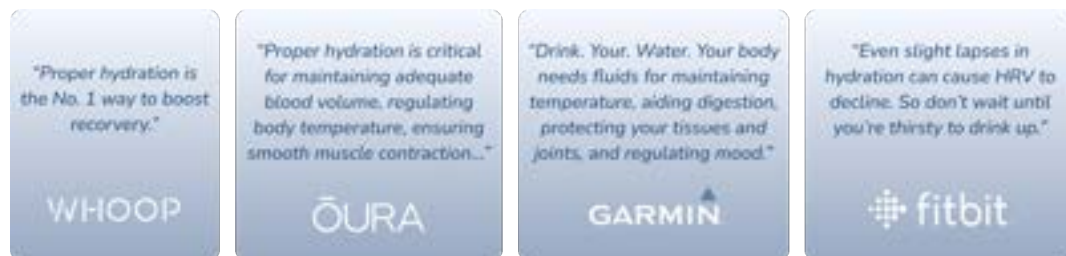 "Proper hydration is
the No. 1 way to boost
recorvery."
WHOOP
"Proper hydration is critical
for maintaining adequate
blood volume, regulating
body temperature, ensuring
smooth muscle contraction..."
ŌURA
"Drink. Your. Water. Your body
needs fluids for maintaining
temperature, aiding digestion,
protecting your tissues and
joints, and regulating mood."
GARMIN
"Even slight lapses in
hydration can cause HRV to
decline. So don't wait until
you're thirsty to drink up."
fitbit